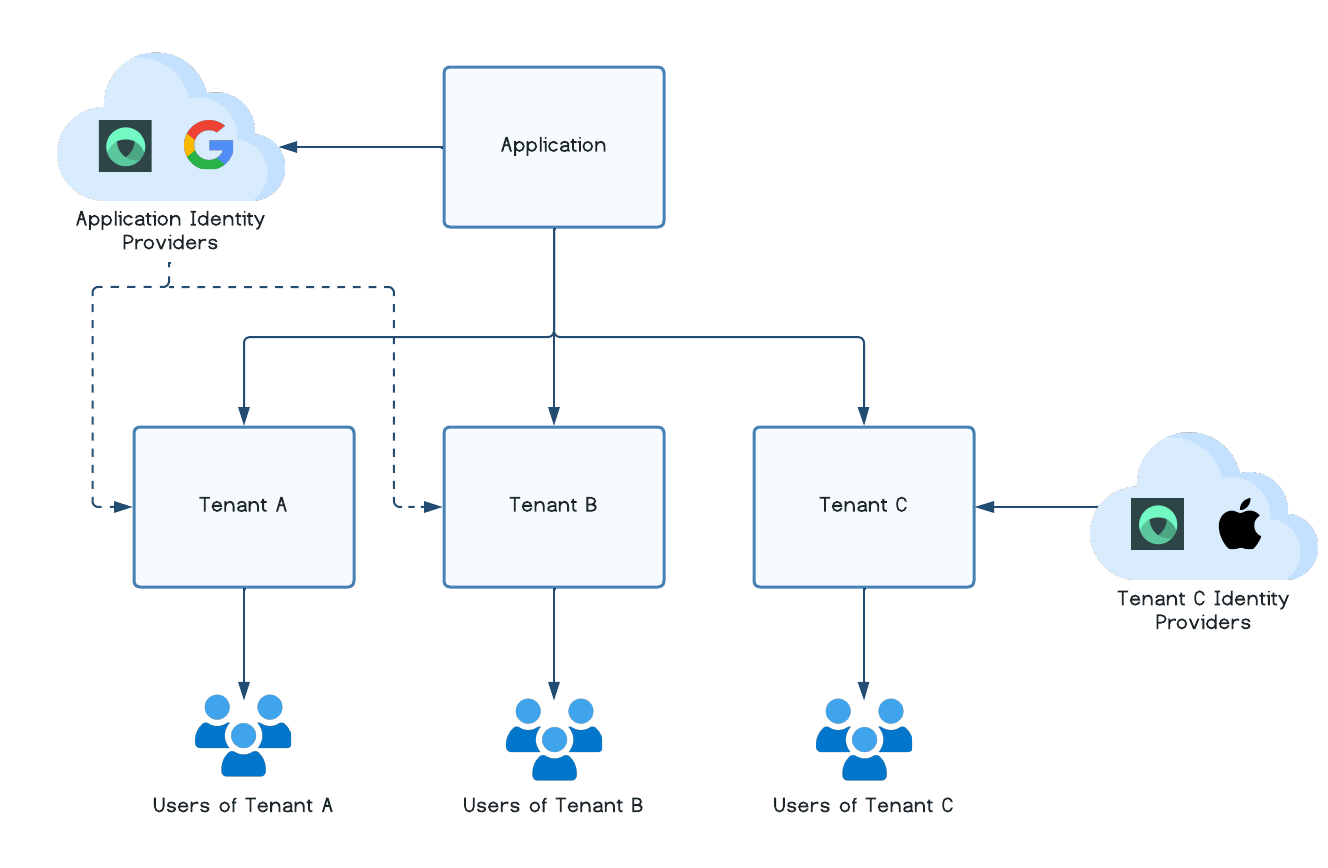 Application
Application Identity
Providers
Tenant A
Tenant B
Tenant C
Tenant C Identity
Providers
Users of Tenant A
Users of Tenant B
Users of Tenant C